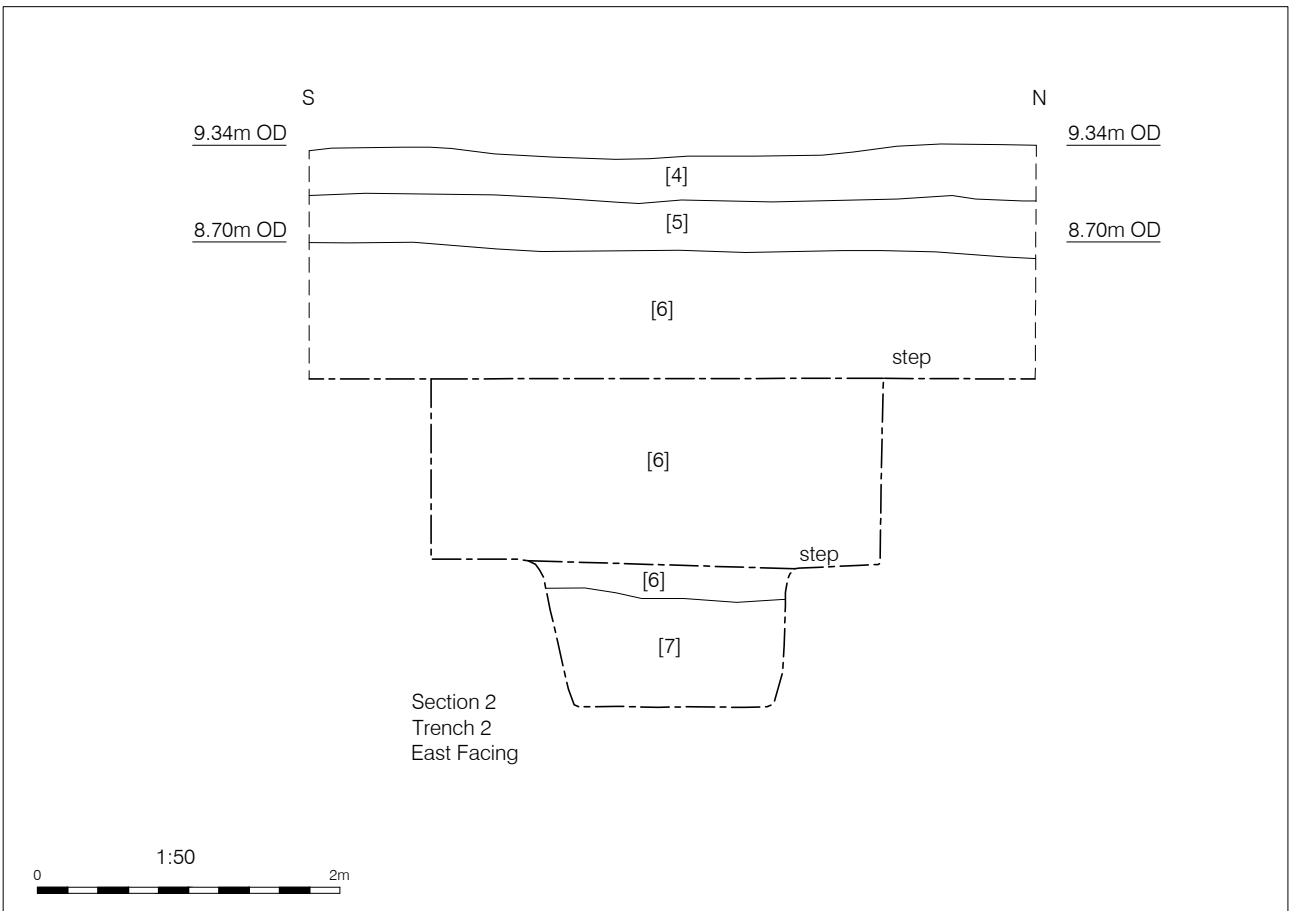 S N
9.34m OD 9.34m OD
[4]
[5]
8.70m OD 8.70m OD
[6]
step
[6]
step
[6]
[7]
Section 2
Trench 2
East Facing
1:50
0 2m